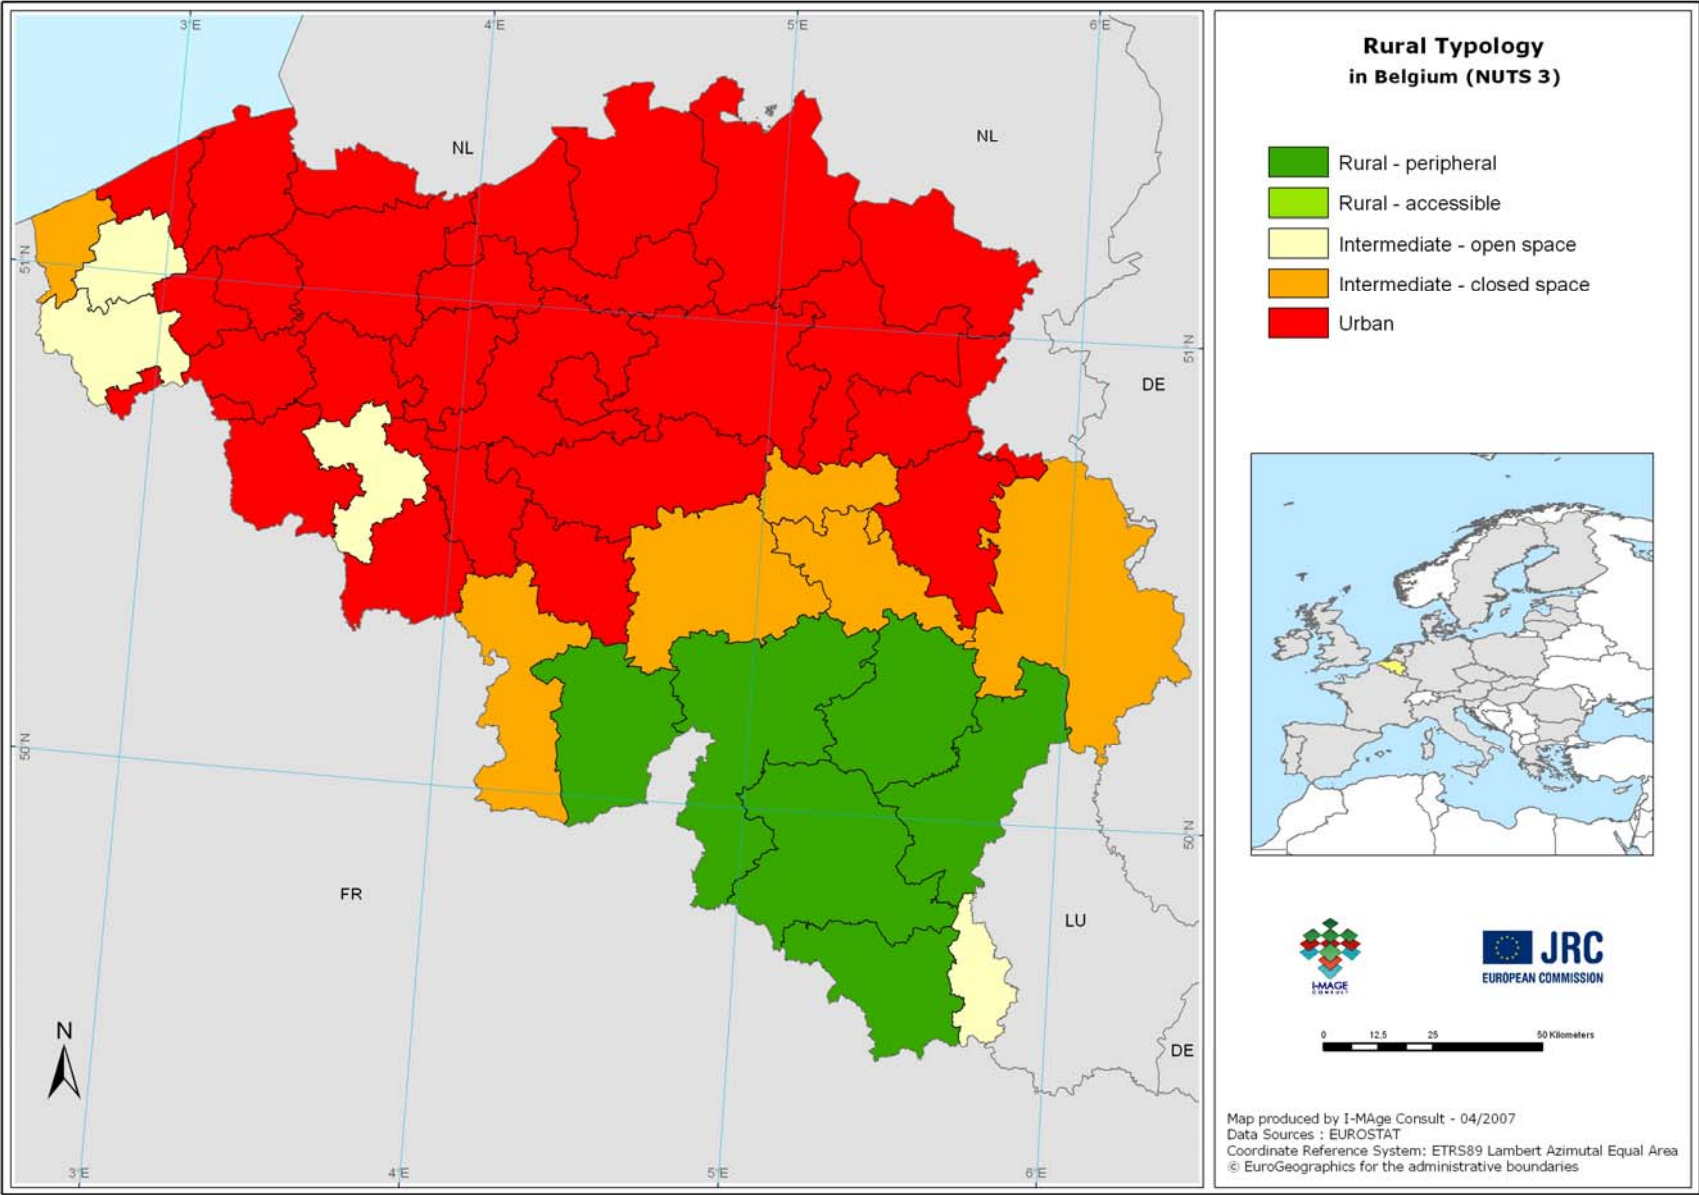 3°E
4°E
5°E
6°E
NL
NL
51°N
51°N
DE
50°N
50°N
FR
LU
DE
N
3°E
4°E
5°E
6°E
Rural Typology
in Belgium (NUTS 3)
Rural - peripheral
Rural - accessible
Intermediate - open space
Intermediate - closed space
Urban
I-MAGE
CONSULT
JRC
EUROPEAN COMMISSION
0 12,5 25 50 Kilometers
Map produced by I-MAge Consult - 04/2007
Data Sources : EUROSTAT
Coordinate Reference System: ETRS89 Lambert Azimutal Equal Area
© EuroGeographics for the administrative boundaries